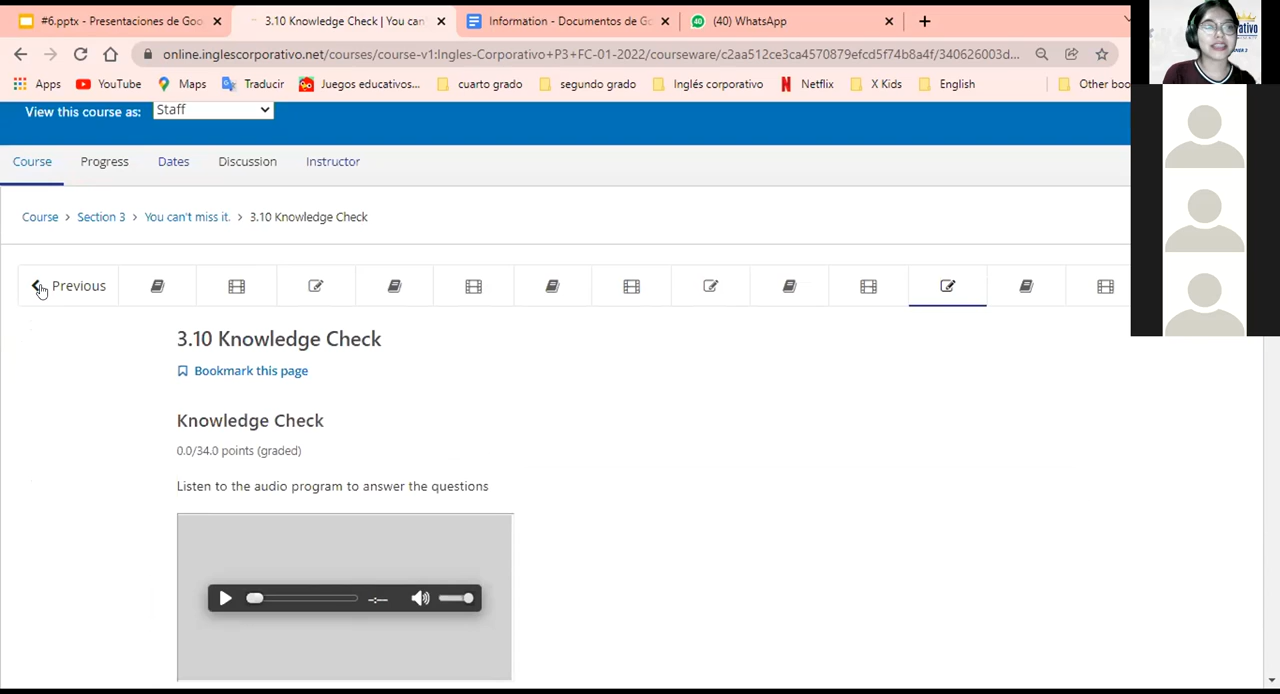 #6.pptx - Presentaciones de Goo
3.10 Knowledge Check | You can'
Information - Documentos de Go
(40) WhatsApp
online.inglescorporativo.net/courses/course-v1:Ingles-Corporativo+P3+FC-01-2022/courseware/c2aa512ce3ca4570879efcd5f74b8a4f/340626003d...
Apps
YouTube
Maps
Traducir
Juegos educativos...
cuarto grado
segundo grado
Inglés corporativo
Netflix
X Kids
English
Other boo
View this course as:
Staff
Course
Progress
Dates
Discussion
Instructor
Course > Section 3 > You can't miss it. > 3.10 Knowledge Check
Previous
3.10 Knowledge Check
Bookmark this page
Knowledge Check
0.0/34.0 points (graded)
Listen to the audio program to answer the questions
-:--